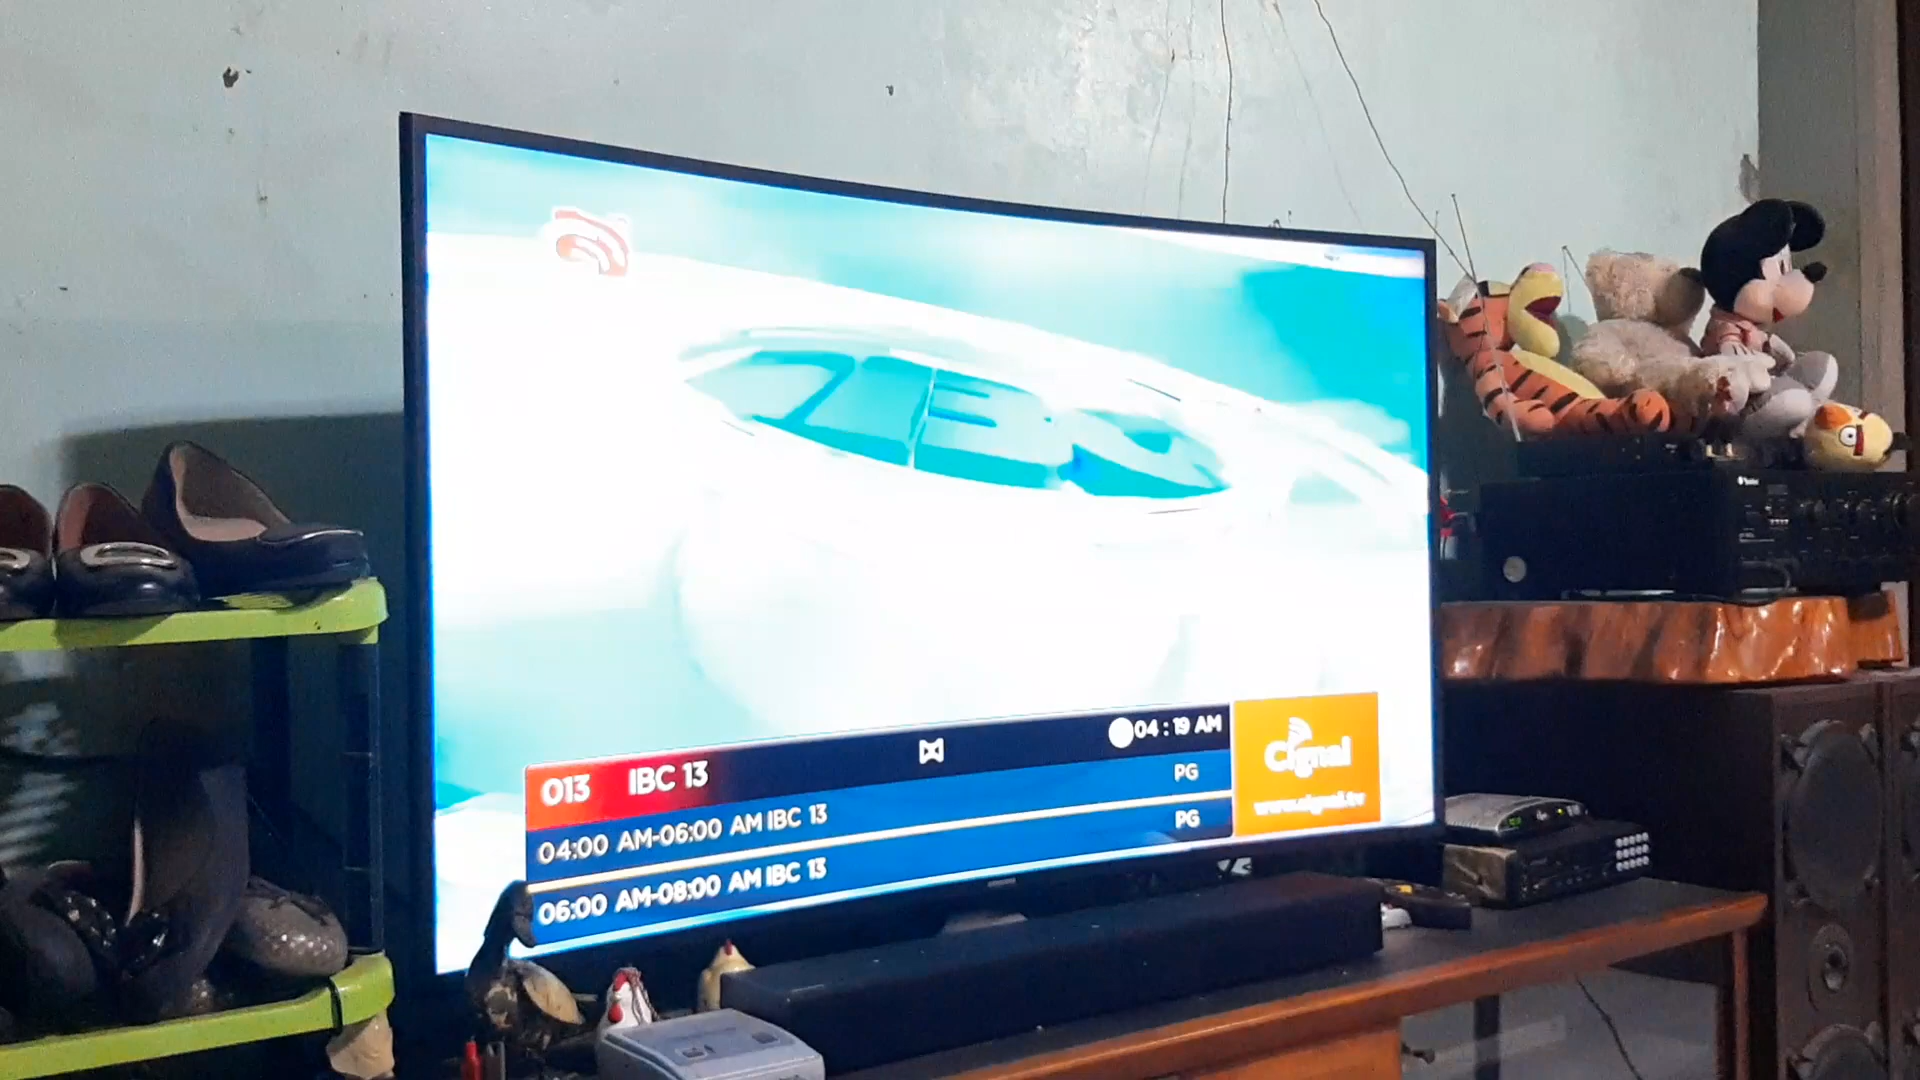 IBC
013 IBC 13
04:19 AM
04:00 AM-06:00 AM IBC 13 PG
06:00 AM-08:00 AM IBC 13 PG
Cignal
www.cignal.tv